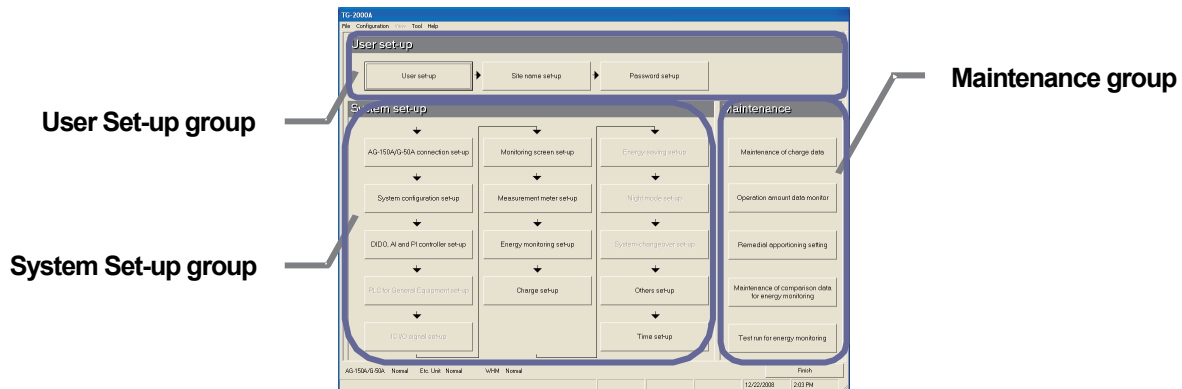 TG-2000A
File Configuration View Tool Help
User set-up
User set-up
Site name set-up
Password set-up
System set-up
AG-150A/G-50A connection set-up
System configuration set-up
DIDO, AI and PI controller set-up
PLC for General Equipment set-up
IC I/O signal set-up
Monitoring screen set-up
Measurement meter set-up
Energy monitoring set-up
Charge set-up
Energy-saving set-up
Night mode set-up
System-changeover set-up
Others set-up
Time set-up
Maintenance
Maintenance of charge data
Operation amount data monitor
Remedial apportioning setting
Maintenance of comparison data
for energy monitoring
Test run for energy monitoring
AG-150A/G-50A Normal Etc. Unit Normal WHM Normal
Finish
12/22/2008 2:03 PM
User Set-up group
System Set-up group
Maintenance group